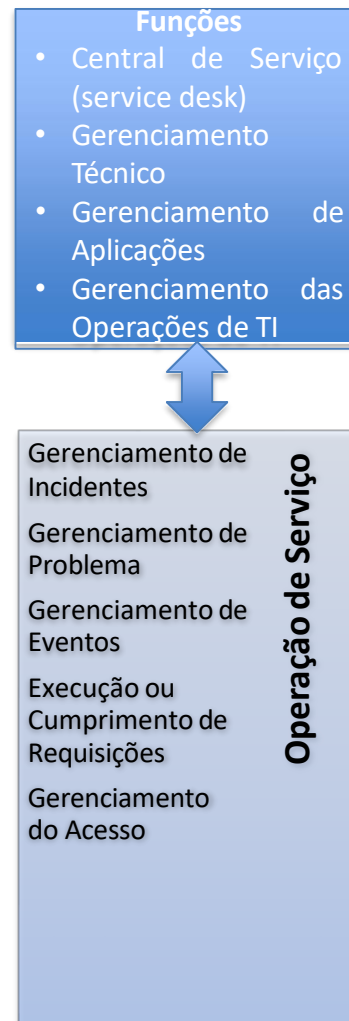 Funções
• Central de Serviço
(service desk)
• Gerenciamento
Técnico
• Gerenciamento de
Aplicações
• Gerenciamento das
Operações de TI
Gerenciamento de
Incidentes
Gerenciamento de
Problema
Gerenciamento de
Eventos
Execução ou
Cumprimento de
Requisições
Gerenciamento
do Acesso
Operação de Serviço